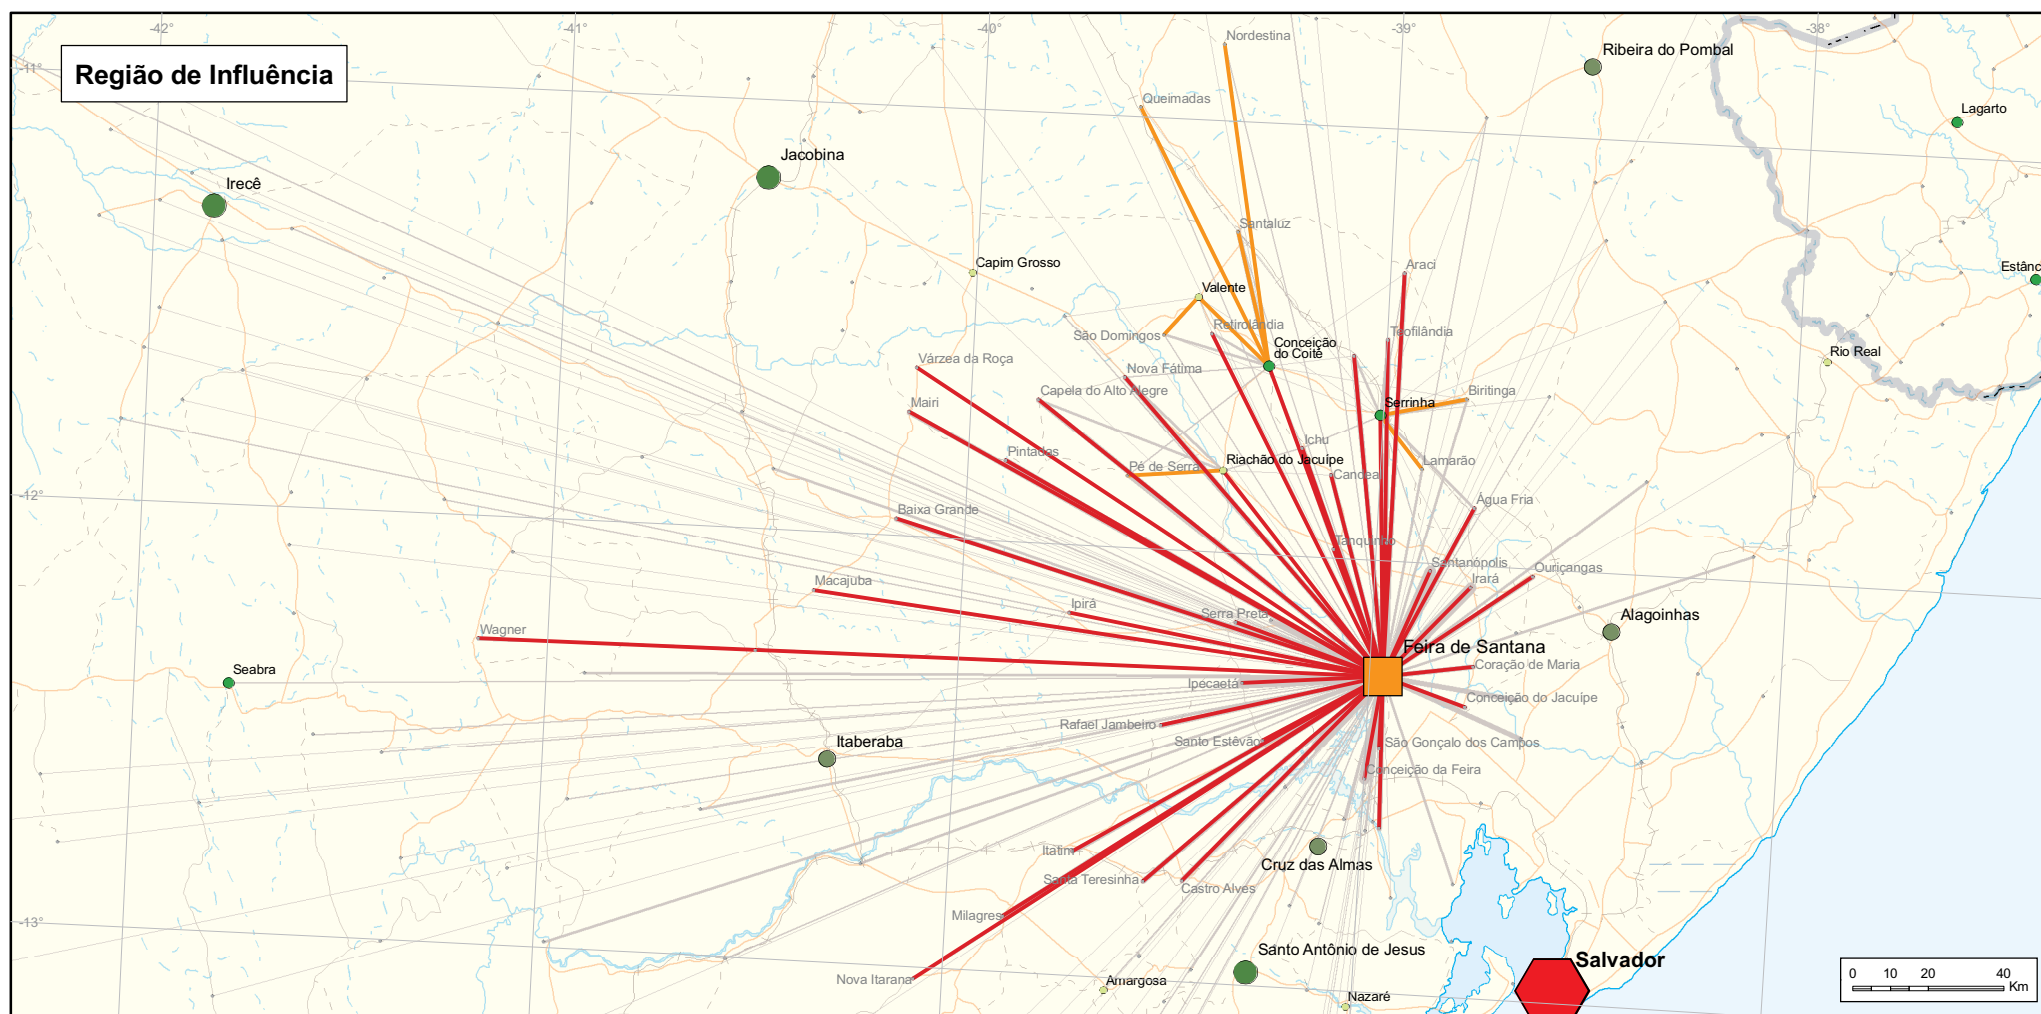 -42°
-41°
-40°
-39°
-38°
Nordestina
Ribeira do Pombal
-11°
Região de Influência
Queimadas
Lagarto
Jacobina
Irecê
Santaluz
Capim Grosso
Araci
Estânc
Valente
São Domingos
Retirolândia
Teofilândia
Conceição
do Coité
Rio Real
Várzea da Roça
Nova Fátima
Capela do Alto Alegre
Biritinga
Mairi
Serrinha
Ichu
Pintadas
Riachão do Jacuípe
Pé de Serra
Lamarão
Candeal
-12°
Água Fria
Baixa Grande
Tanquinho
Santanópolis
Ouriçangas
Irará
Macajuba
Ipirá
Serra Preta
Alagoinhas
Wagner
Feira de Santana
Coração de Maria
Seabra
Ipecaetá
Conceição do Jacuípe
Rafael Jambeiro
Itaberaba
Santo Estêvão
São Gonçalo dos Campos
Conceição da Feira
Itatim
Cruz das Almas
Santa Teresinha
Castro Alves
Milagres
-13°
Santo Antônio de Jesus
Salvador
Nova Itarana
Amargosa
Nazaré
0 10 20 40
Km